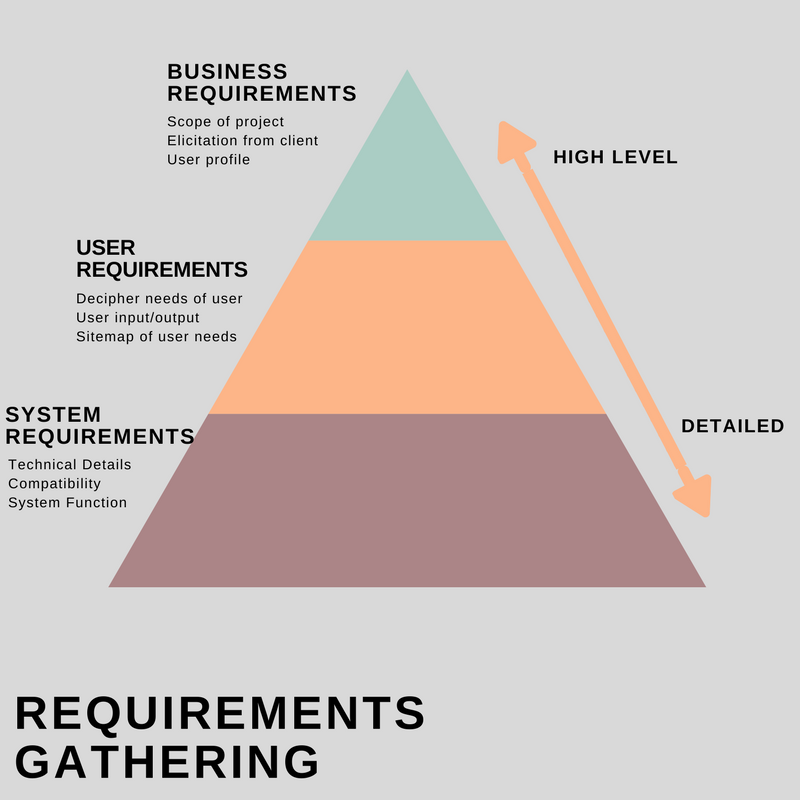 BUSINESS
REQUIREMENTS
Scope of project
Elicitation from client
User profile
HIGH LEVEL
USER
REQUIREMENTS
Decipher needs of user
User input/output
Sitemap of user needs
SYSTEM
REQUIREMENTS
Technical Details
Compatibility
System Function
DETAILED
REQUIREMENTS
GATHERING